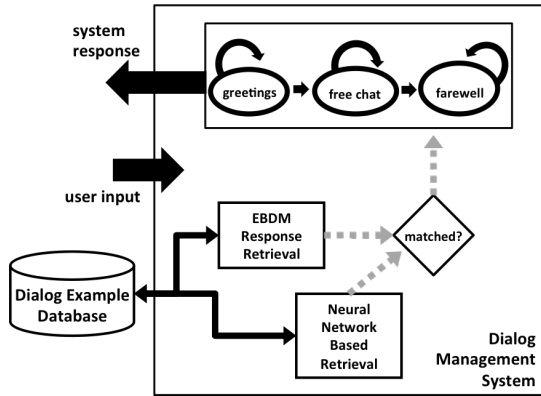 system
response
greetings
free chat
farewell
user input
EBDM
Response
Retrieval
matched?
Dialog Example
Database
Neural
Network
Based
Retrieval
Dialog
Management
System